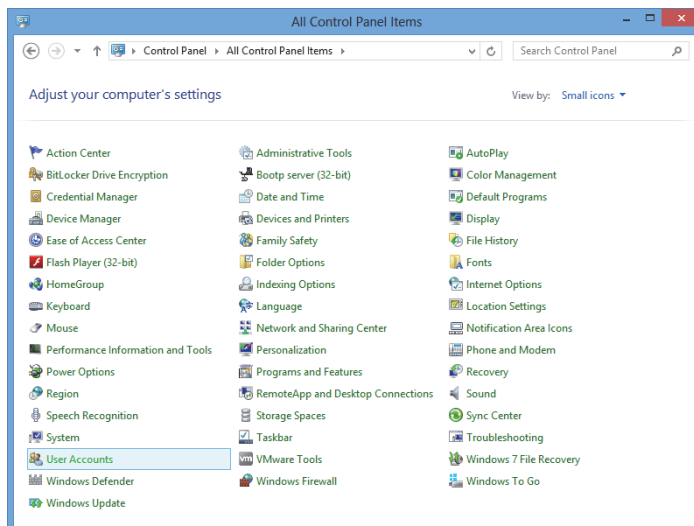 All Control Panel Items
Control Panel All Control Panel Items Search Control Panel
Adjust your computer's settings View by: Small icons
Action Center Administrative Tools AutoPlay
BitLocker Drive Encryption Bootp server (32-bit) Color Management
Credential Manager Date and Time Default Programs
Device Manager Devices and Printers Display
Ease of Access Center Family Safety File History
Flash Player (32-bit) Folder Options Fonts
HomeGroup Indexing Options Internet Options
Keyboard Language Location Settings
Mouse Network and Sharing Center Notification Area Icons
Performance Information and Tools Personalization Phone and Modem
Power Options Programs and Features Recovery
Region RemoteApp and Desktop Connections Sound
Speech Recognition Storage Spaces Sync Center
System Taskbar Troubleshooting
User Accounts vm VMware Tools Windows 7 File Recovery
Windows Defender Windows Firewall Windows To Go
Windows Update